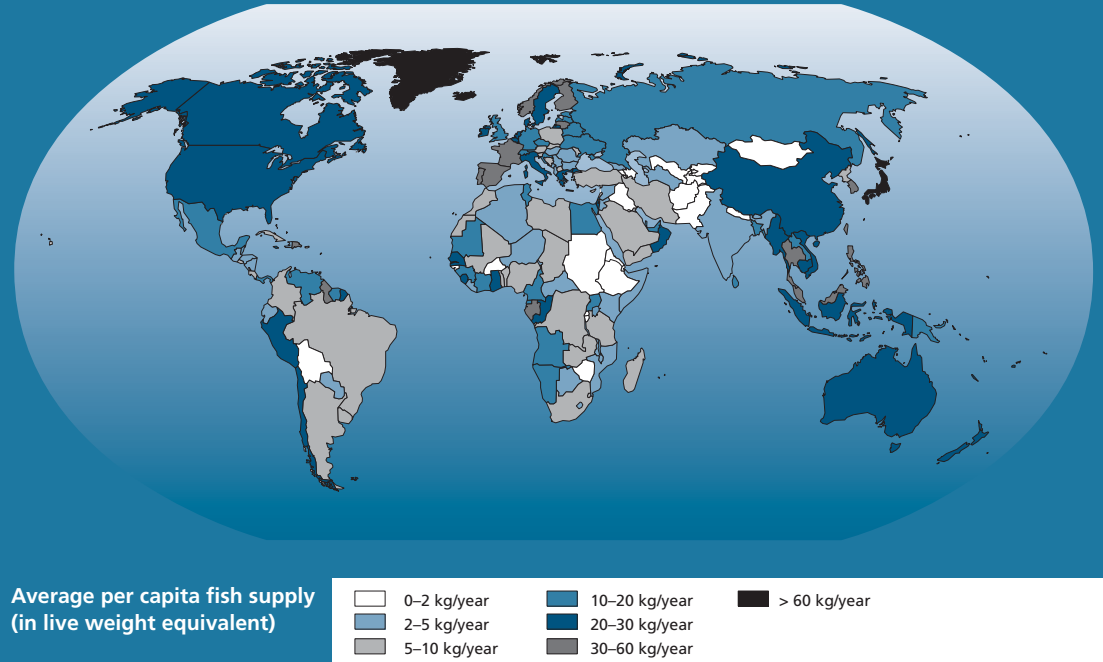 Average per capita fish supply
(in live weight equivalent)
0–2 kg/year
2–5 kg/year
5–10 kg/year
10–20 kg/year
20–30 kg/year
30–60 kg/year
> 60 kg/year